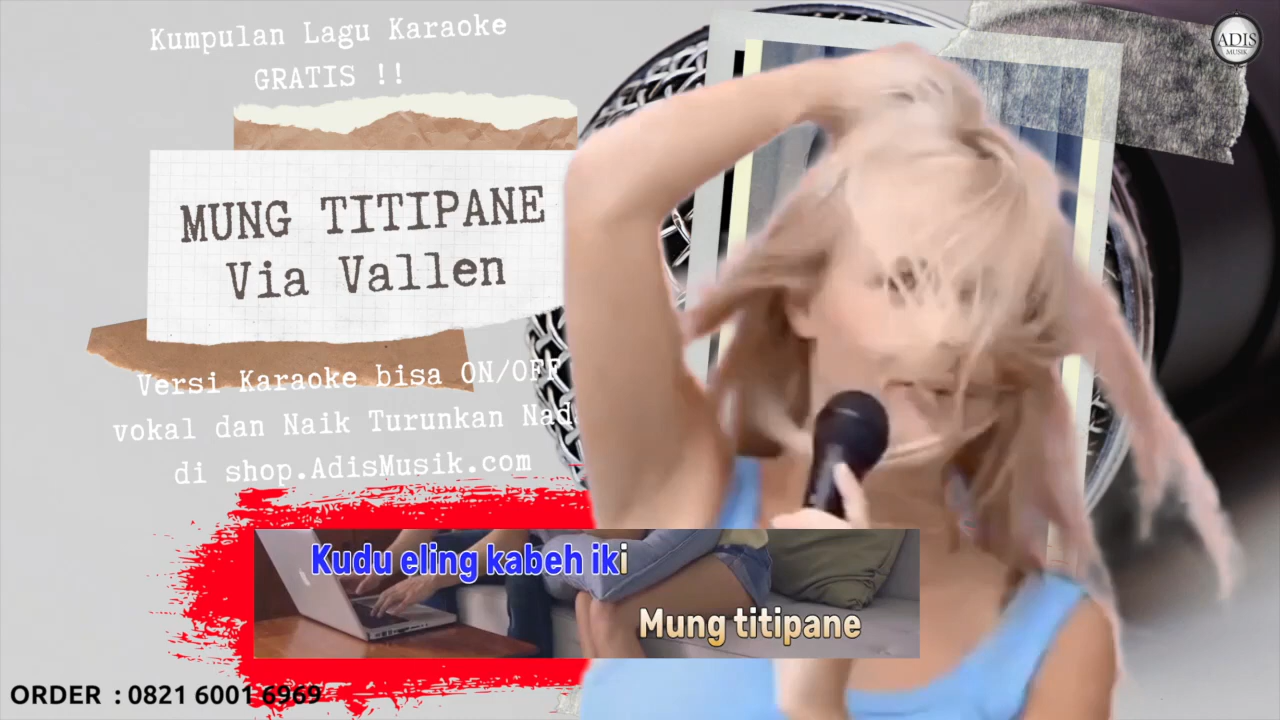 Kumpulan Lagu Karaoke
GRATIS !!
MUNG TITIPANE
Via Vallen
Versi Karaoke bisa ON/OFF
vokal dan Naik Turunkan Nada
di shop.AdisMusik.com
Kudu eling kabeh iki
Mung titipane
ORDER : 0821 6001 6969
ADIS
MUSIK